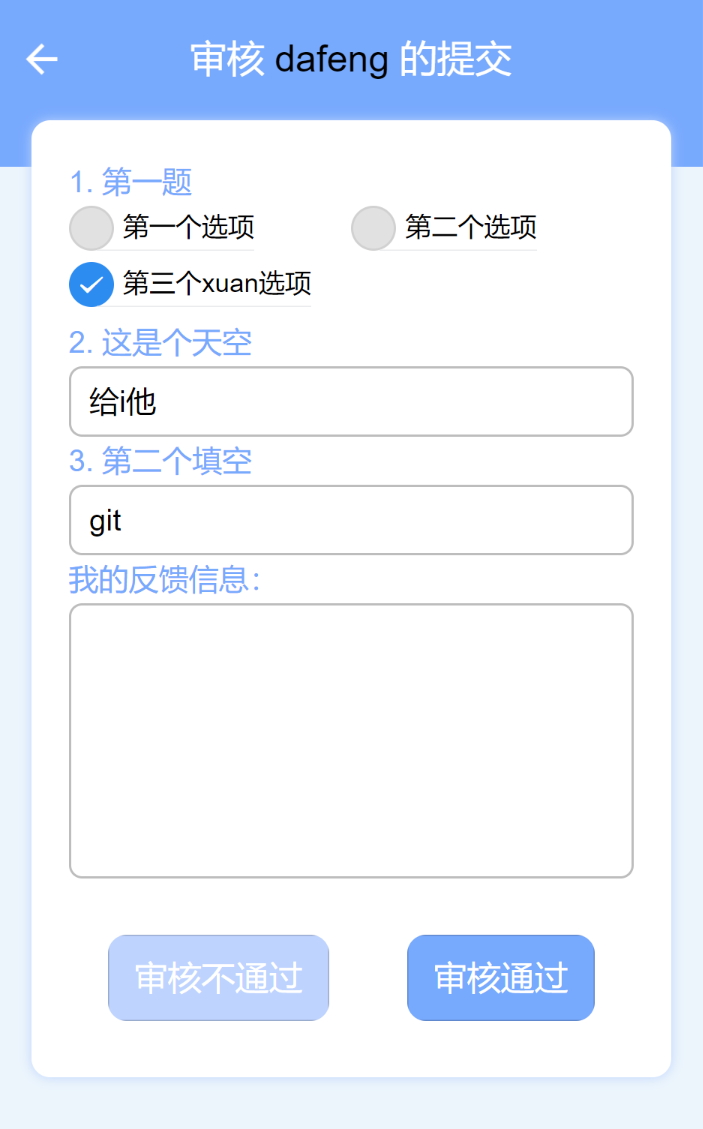 审核 dafeng 的提交
1. 第一题
第一个选项 第二个选项
第三个xuan选项
2. 这是个天空
给i他
3. 第二个填空
git
我的反馈信息：
审核不通过 审核通过